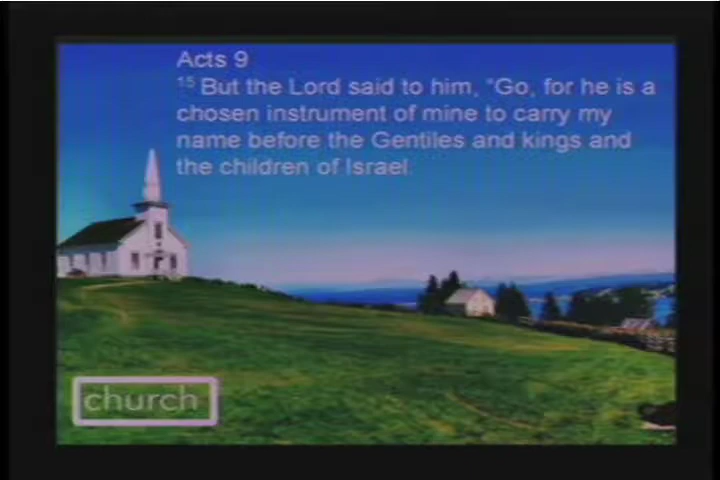 Acts 9
15 But the Lord said to him, “Go, for he is a
chosen instrument of mine to carry my
name before the Gentiles and kings and
the children of Israel.
church